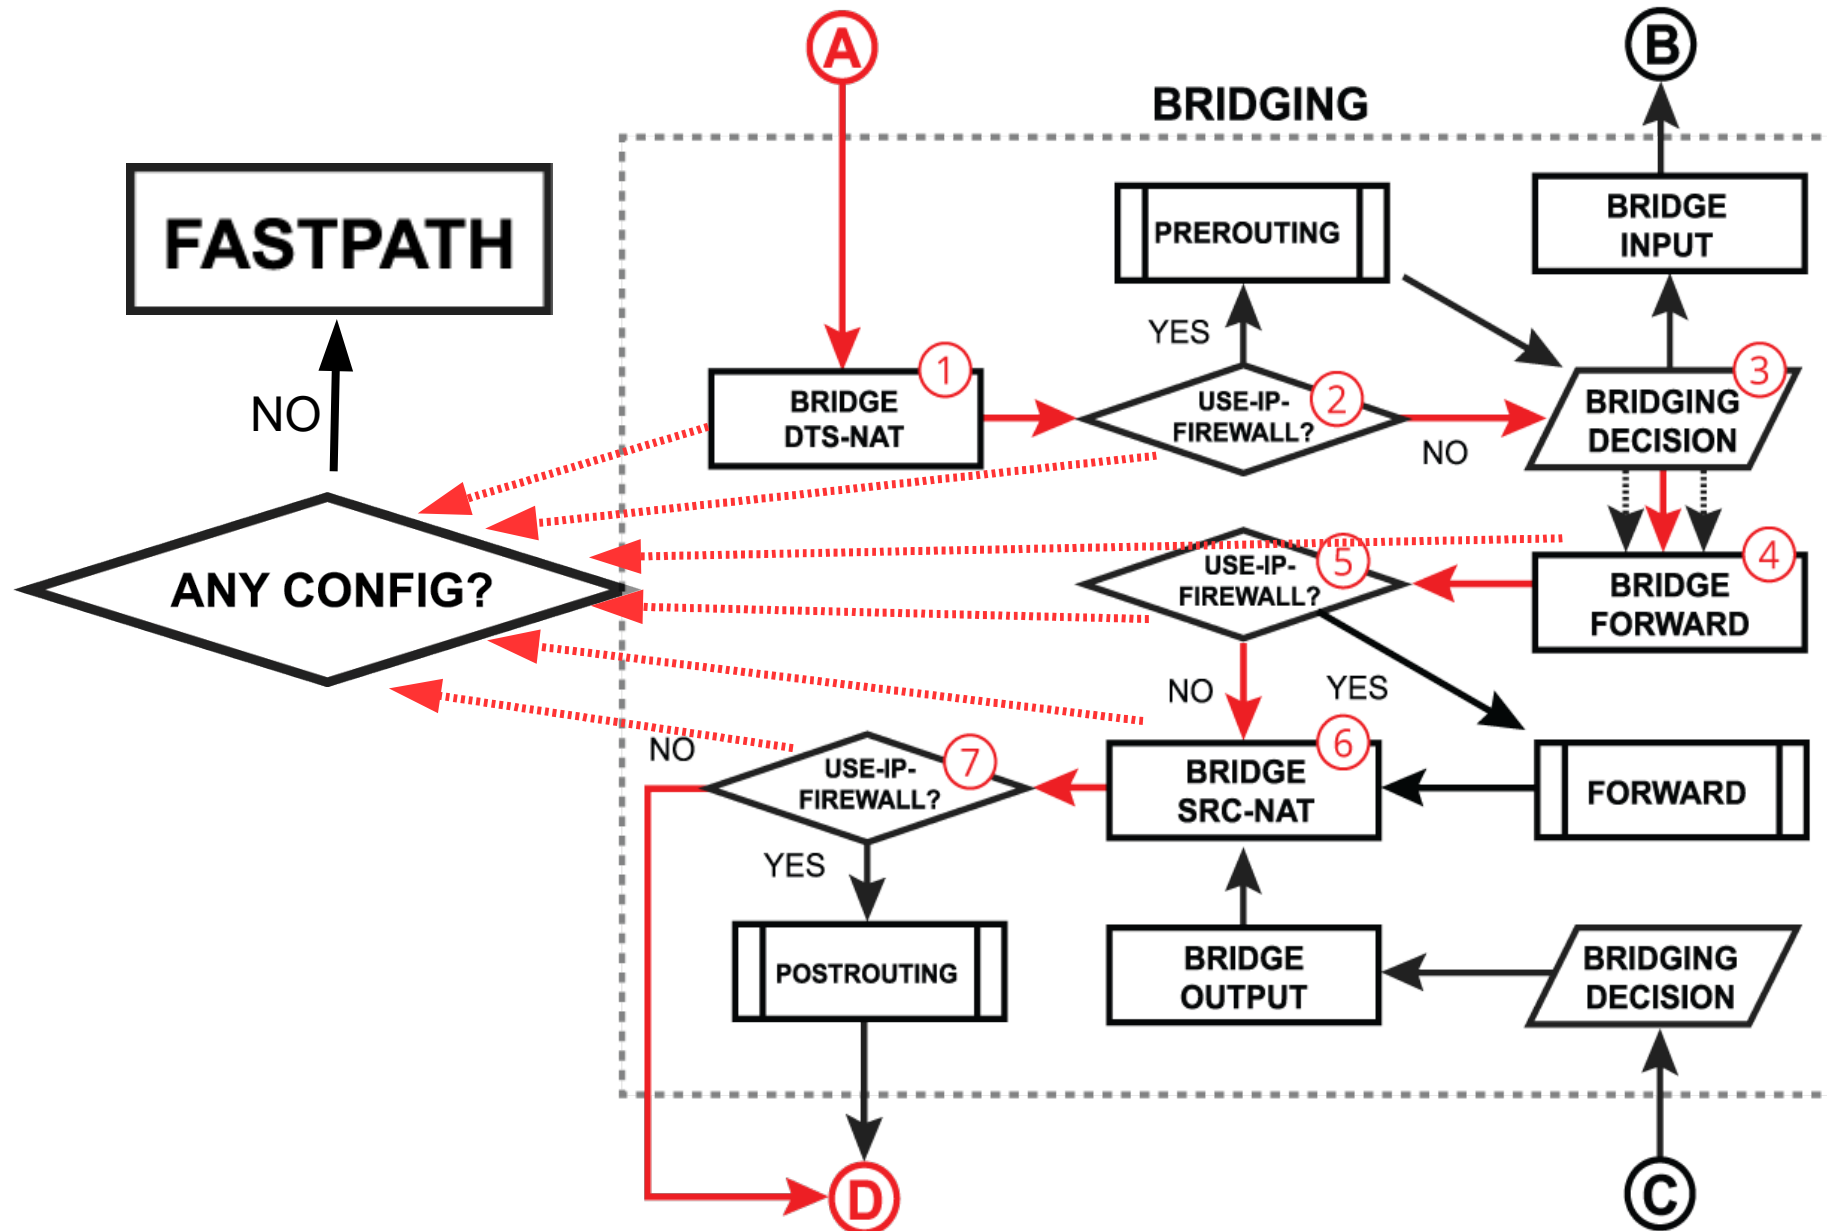 A
B
BRIDGING
FASTPATH
PREROUTING
BRIDGE
INPUT
YES
NO
1
BRIDGE
DTS-NAT
2
USE-IP-
FIREWALL?
NO
3
BRIDGING
DECISION
ANY CONFIG?
5
USE-IP-
FIREWALL?
4
BRIDGE
FORWARD
NO
YES
NO
7
USE-IP-
FIREWALL?
6
BRIDGE
SRC-NAT
FORWARD
YES
POSTROUTING
BRIDGE
OUTPUT
BRIDGING
DECISION
D
C